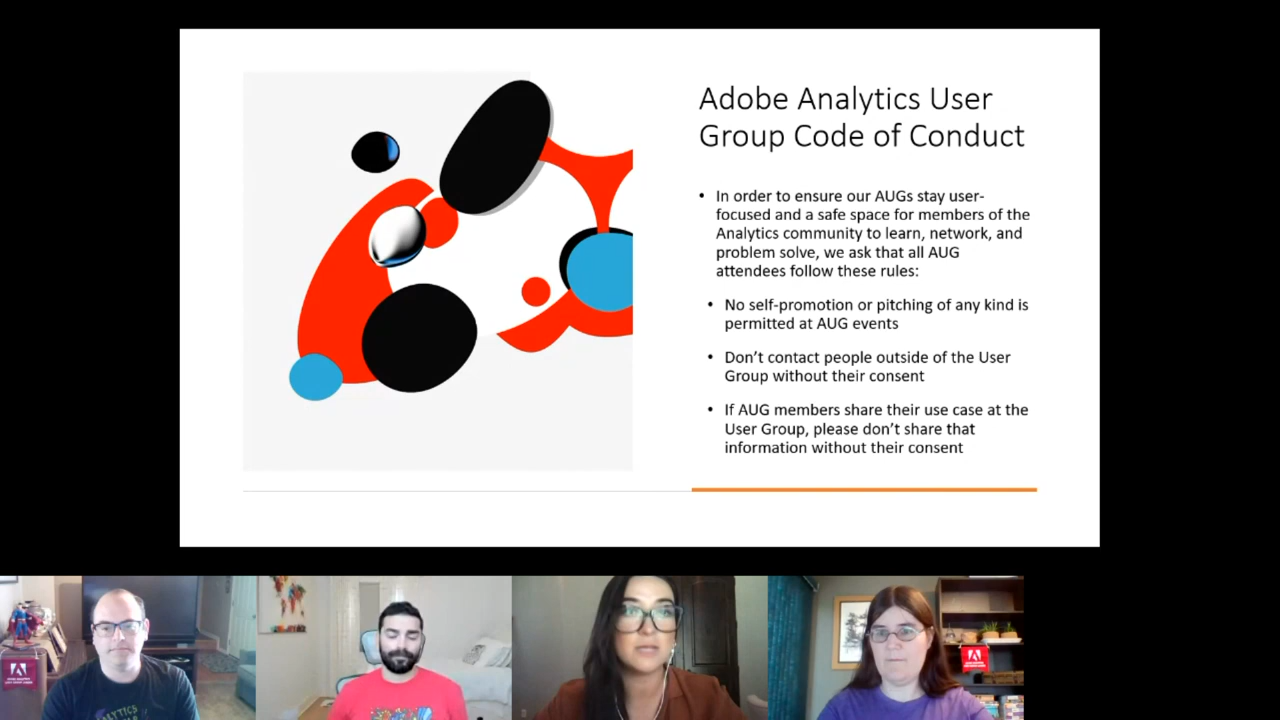 Adobe Analytics User
Group Code of Conduct
• In order to ensure our AUGs stay user-
focused and a safe space for members of the
Analytics community to learn, network, and
problem solve, we ask that all AUG
attendees follow these rules:
• No self-promotion or pitching of any kind is
permitted at AUG events
• Don’t contact people outside of the User
Group without their consent
• If AUG members share their use case at the
User Group, please don’t share that
information without their consent